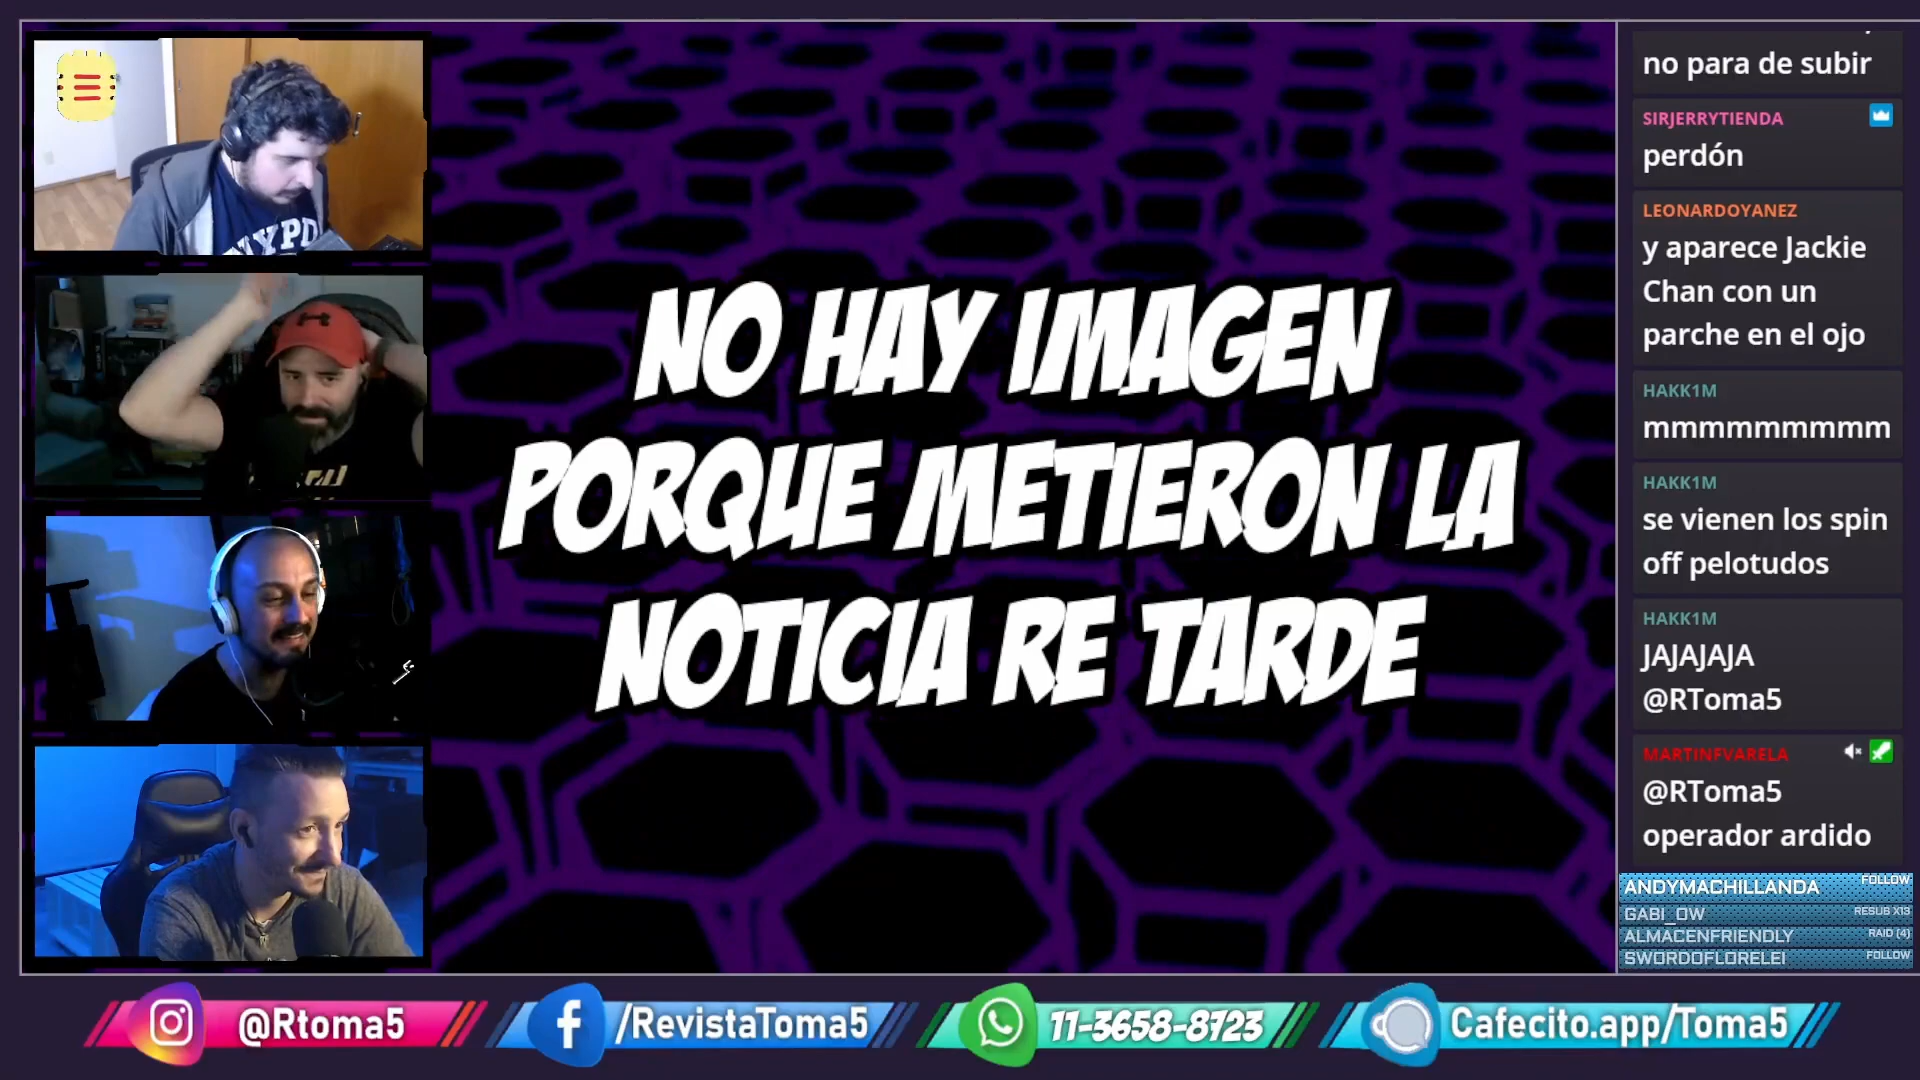 NO HAY IMAGEN
PORQUE METIERON LA
NOTICIA RE TARDE
no para de subir
SIRJERRYTIENDA
perdón
LEONARDOYANEZ
y aparece Jackie
Chan con un
parche en el ojo
HAKK1M
mmmmmmmmm
HAKK1M
se vienen los spin
off pelotudos
HAKK1M
JAJAJAJA
@RToma5
MARTINFVARELA
@RToma5
operador ardido
ANDYMACHILLANDA FOLLOW
GABI_OW RESUB X13
ALMACENFRIENDLY RAID (4)
SWORDOFLORELEI FOLLOW
@Rtoma5
/RevistaToma5
11-3658-8723
Cafecito.app/Toma5